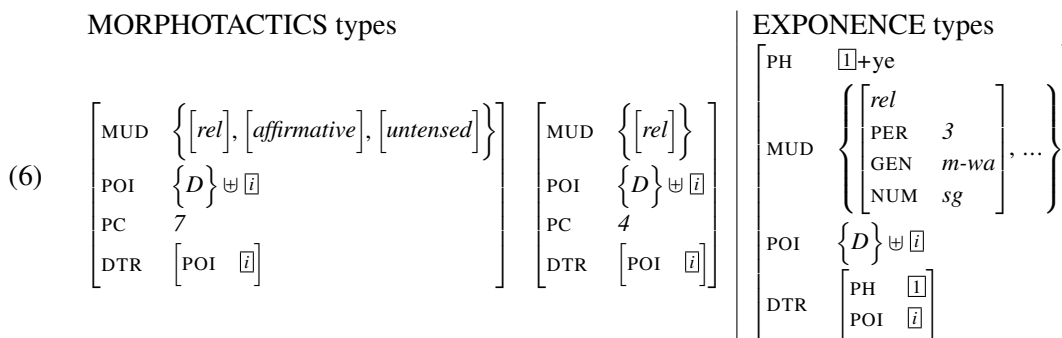 MORPHOTACTICS types
EXPONENCE types
(6)
MUD {[rel], [affirmative], [untensed]}
POI {D} ⊎ i
PC 7
DTR [POI i]
MUD {[rel]}
POI {D} ⊎ i
PC 4
DTR [POI i]
PH 1+ye
MUD {[rel
PER 3
GEN m-wa
NUM sg], ...}
POI {D} ⊎ i
DTR [PH 1
POI i]